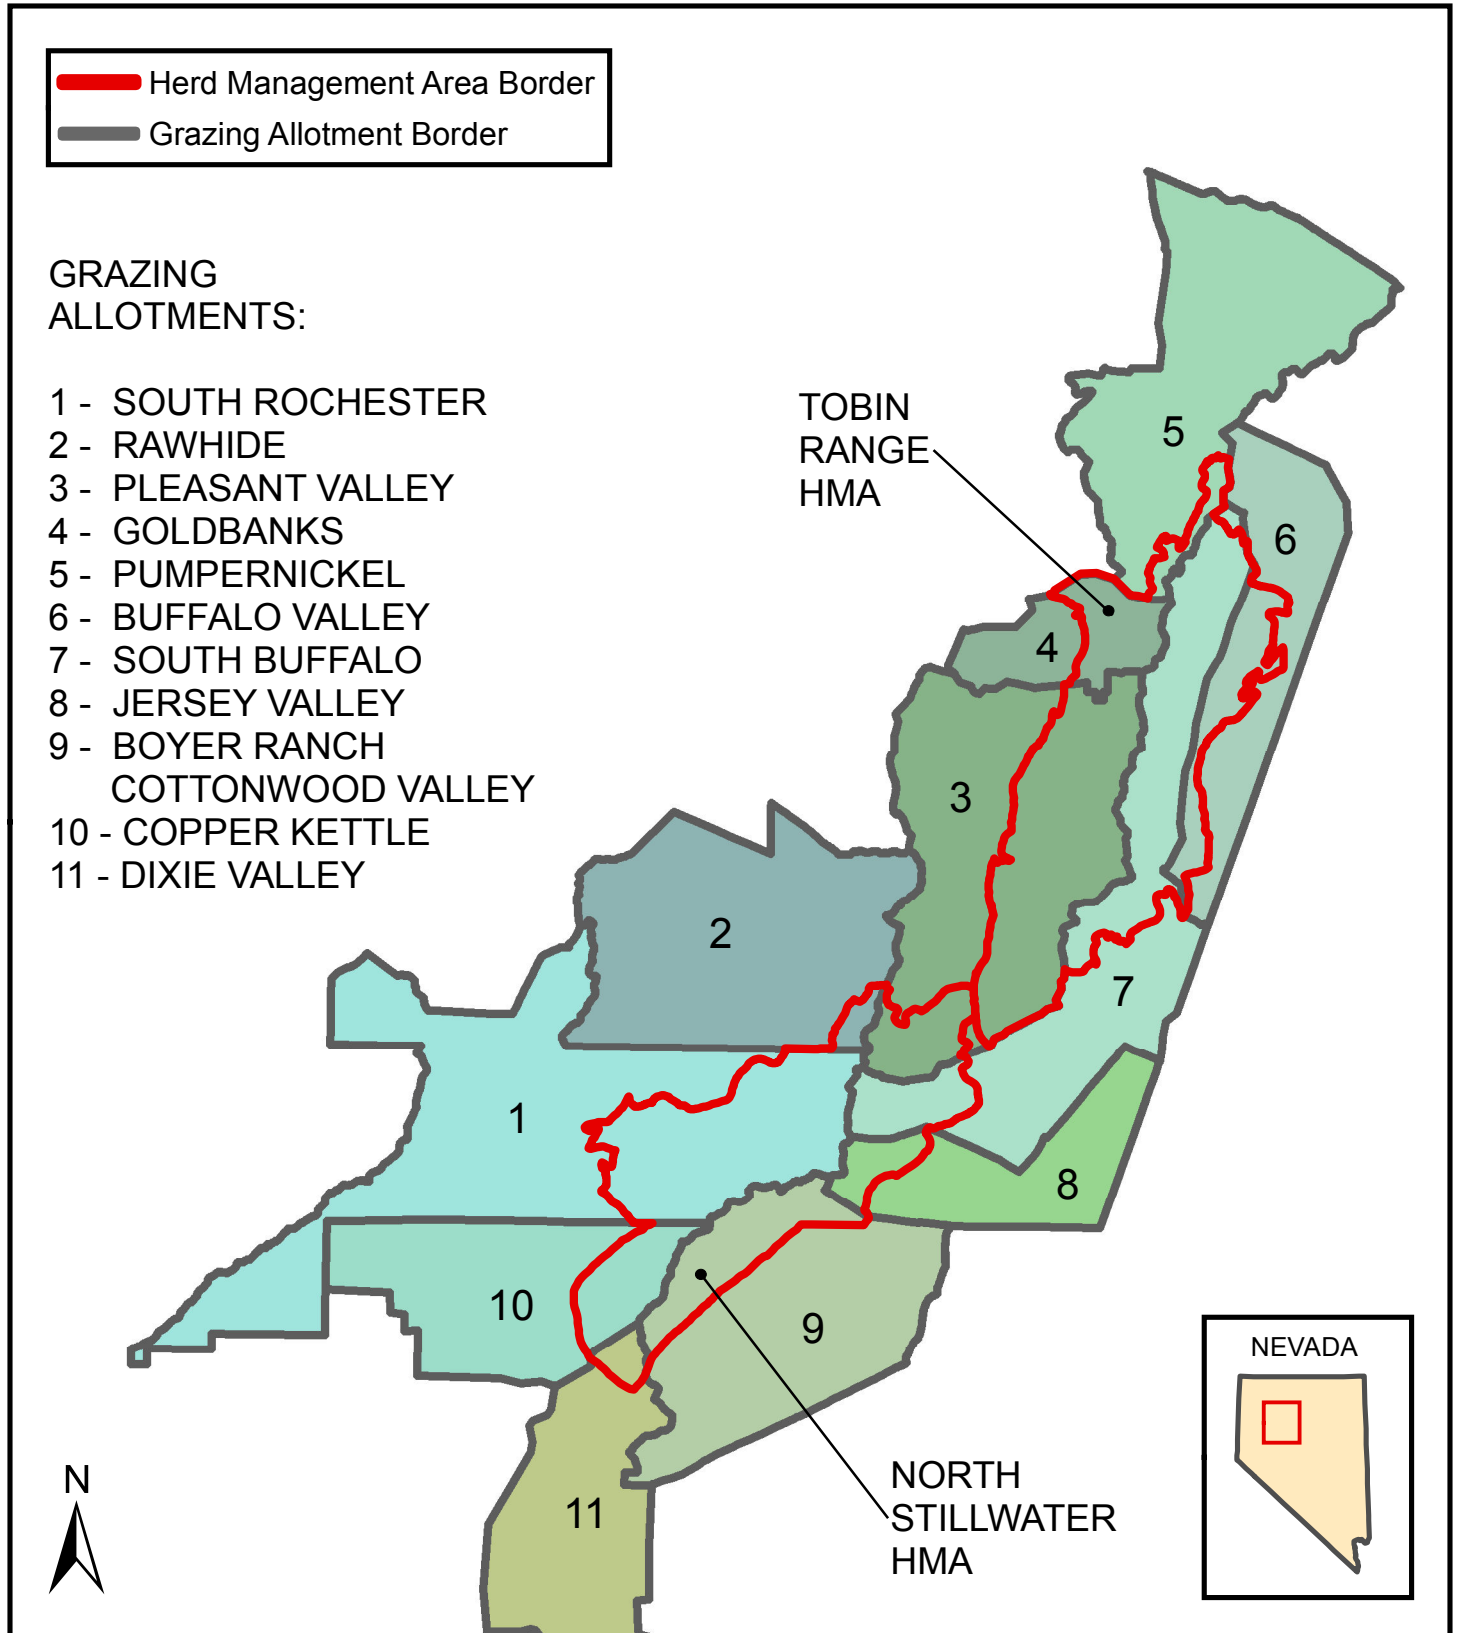 Herd Management Area Border
Grazing Allotment Border
GRAZING
ALLOTMENTS:
1 - SOUTH ROCHESTER
2 - RAWHIDE
3 - PLEASANT VALLEY
4 - GOLDBANKS
5 - PUMPERNICKEL
6 - BUFFALO VALLEY
7 - SOUTH BUFFALO
8 - JERSEY VALLEY
9 - BOYER RANCH
COTTONWOOD VALLEY
10 - COPPER KETTLE
11 - DIXIE VALLEY
TOBIN
RANGE
HMA
5
6
4
3
2
7
1
8
10
9
11
NORTH
STILLWATER
HMA
NEVADA
N